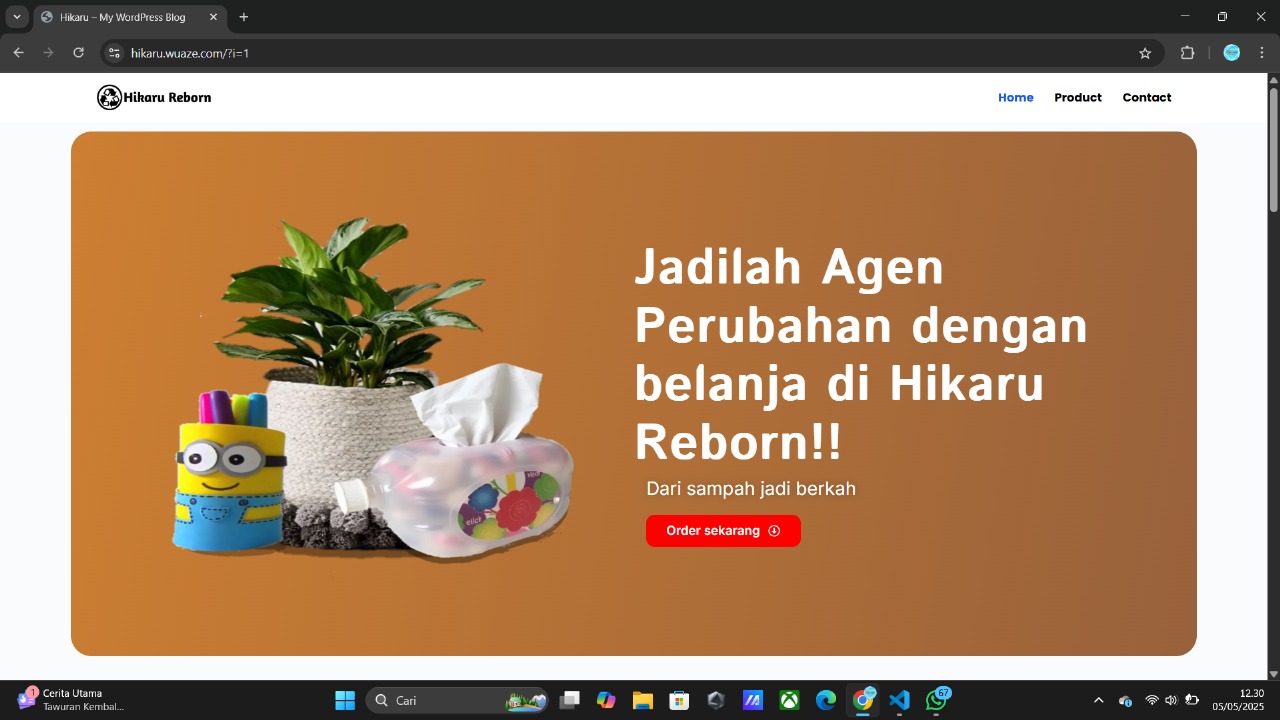 Hikaru – My WordPress Blog
hikaru.wuaze.com/?i=1
Hikaru Reborn
Home Product Contact
Jadilah Agen
Perubahan dengan
belanja di Hikaru
Reborn!!
Dari sampah jadi berkah
Order sekarang
1
Cerita Utama
Tawuran Kembal...
Cari
67
12.30
05/05/2025